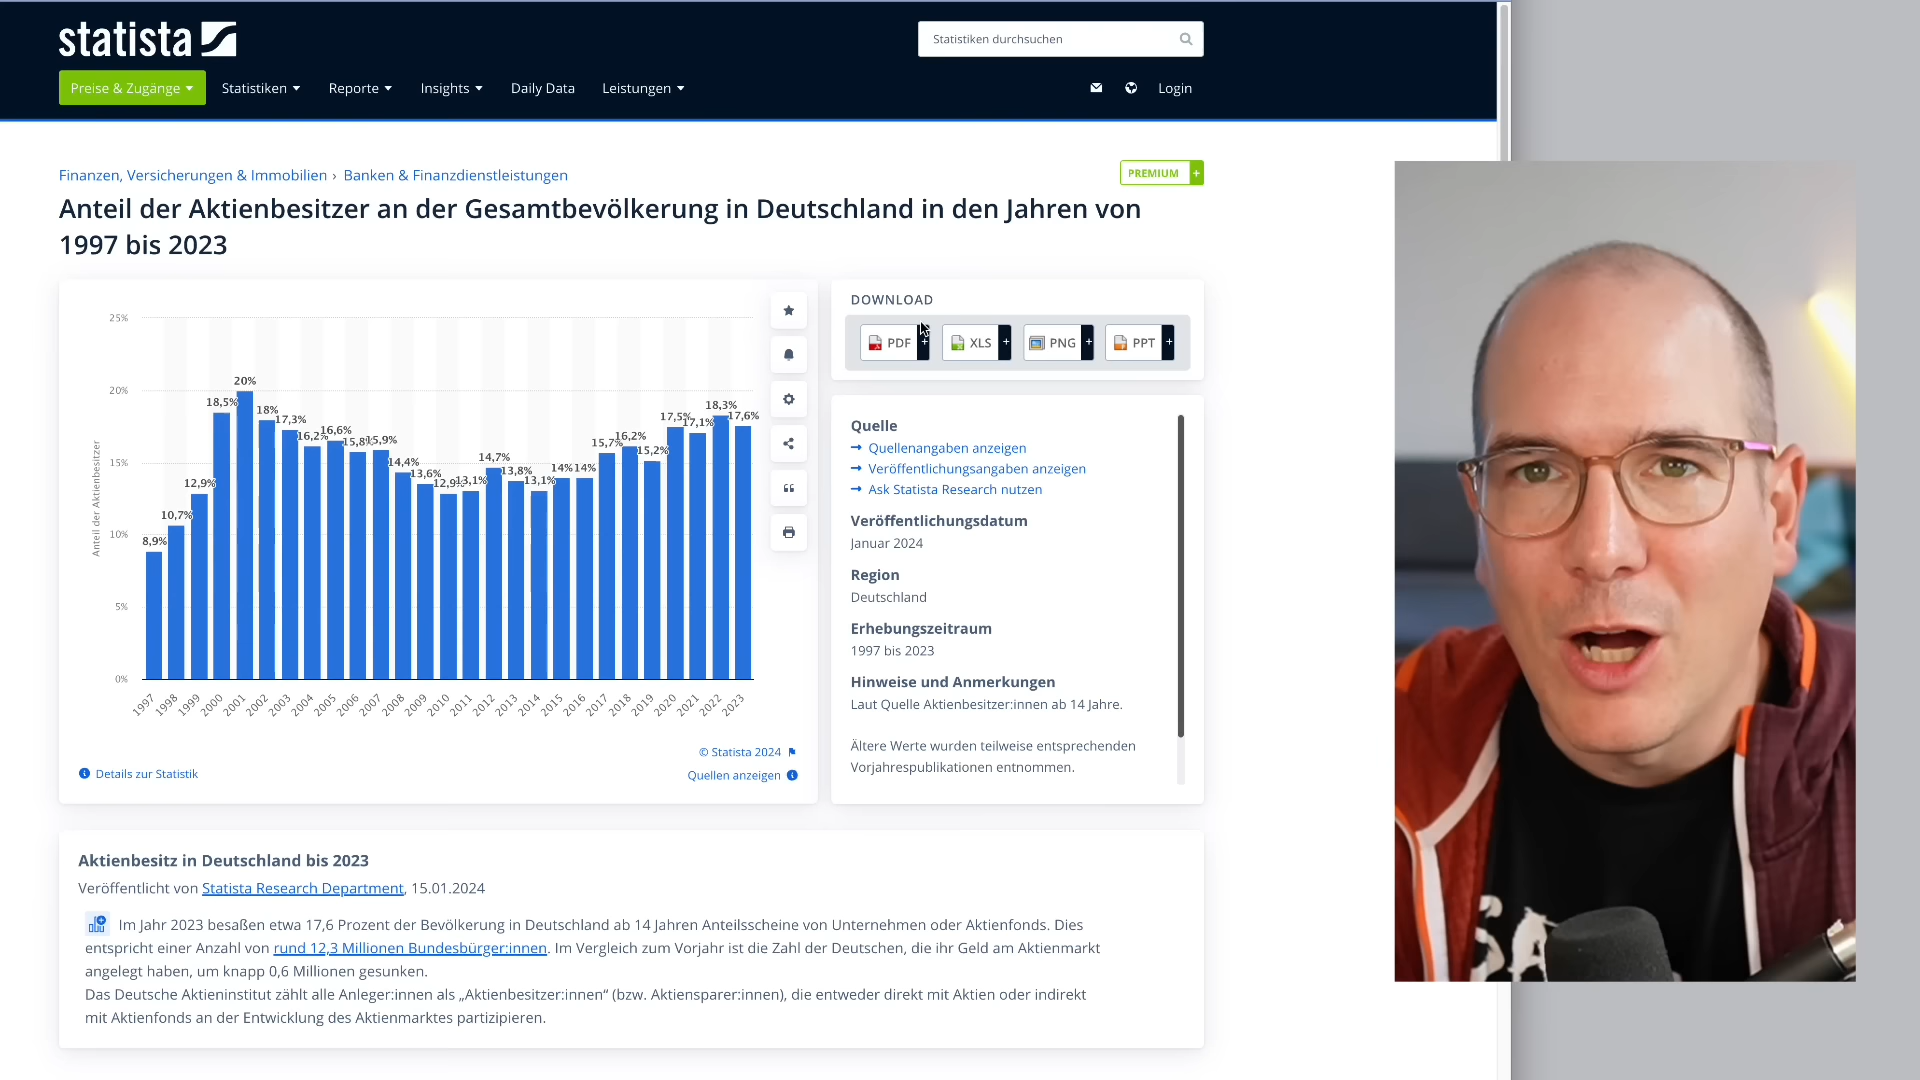 statista
Statistiken durchsuchen
Preise & Zugänge
Statistiken
Reporte
Insights
Daily Data
Leistungen
Login
Finanzen, Versicherungen & Immobilien › Banken & Finanzdienstleistungen
PREMIUM +
Anteil der Aktienbesitzer an der Gesamtbevölkerung in Deutschland in den Jahren von
1997 bis 2023
Anteil der Aktienbesitzer
25%
20%
15%
10%
5%
0%
8,9%
10,7%
12,9%
18,5%
20%
18%
17,3%
16,2%
16,6%
15,8%
15,9%
14,4%
13,6%
12,9%
13,1%
14,7%
13,8%
13,1%
14%
14%
15,7%
16,2%
15,2%
17,5%
17,1%
18,3%
17,6%
1997
1998
1999
2000
2001
2002
2003
2004
2005
2006
2007
2008
2009
2010
2011
2012
2013
2014
2015
2016
2017
2018
2019
2020
2021
2022
2023
© Statista 2024
Details zur Statistik
Quellen anzeigen
DOWNLOAD
PDF +
XLS +
PNG +
PPT +
Quelle
➞ Quellenangaben anzeigen
➞ Veröffentlichungsangaben anzeigen
➞ Ask Statista Research nutzen
Veröffentlichungsdatum
Januar 2024
Region
Deutschland
Erhebungszeitraum
1997 bis 2023
Hinweise und Anmerkungen
Laut Quelle Aktienbesitzer:innen ab 14 Jahre.
Ältere Werte wurden teilweise entsprechenden
Vorjahrespublikationen entnommen.
Aktienbesitz in Deutschland bis 2023
Veröffentlicht von Statista Research Department, 15.01.2024
Im Jahr 2023 besaßen etwa 17,6 Prozent der Bevölkerung in Deutschland ab 14 Jahren Anteilsscheine von Unternehmen oder Aktienfonds. Dies
entspricht einer Anzahl von rund 12,3 Millionen Bundesbürger:innen. Im Vergleich zum Vorjahr ist die Zahl der Deutschen, die ihr Geld am Aktienmarkt
angelegt haben, um knapp 0,6 Millionen gesunken.
Das Deutsche Aktieninstitut zählt alle Anleger:innen als „Aktienbesitzer:innen“ (bzw. Aktiensparer:innen), die entweder direkt mit Aktien oder indirekt
mit Aktienfonds an der Entwicklung des Aktienmarktes partizipieren.